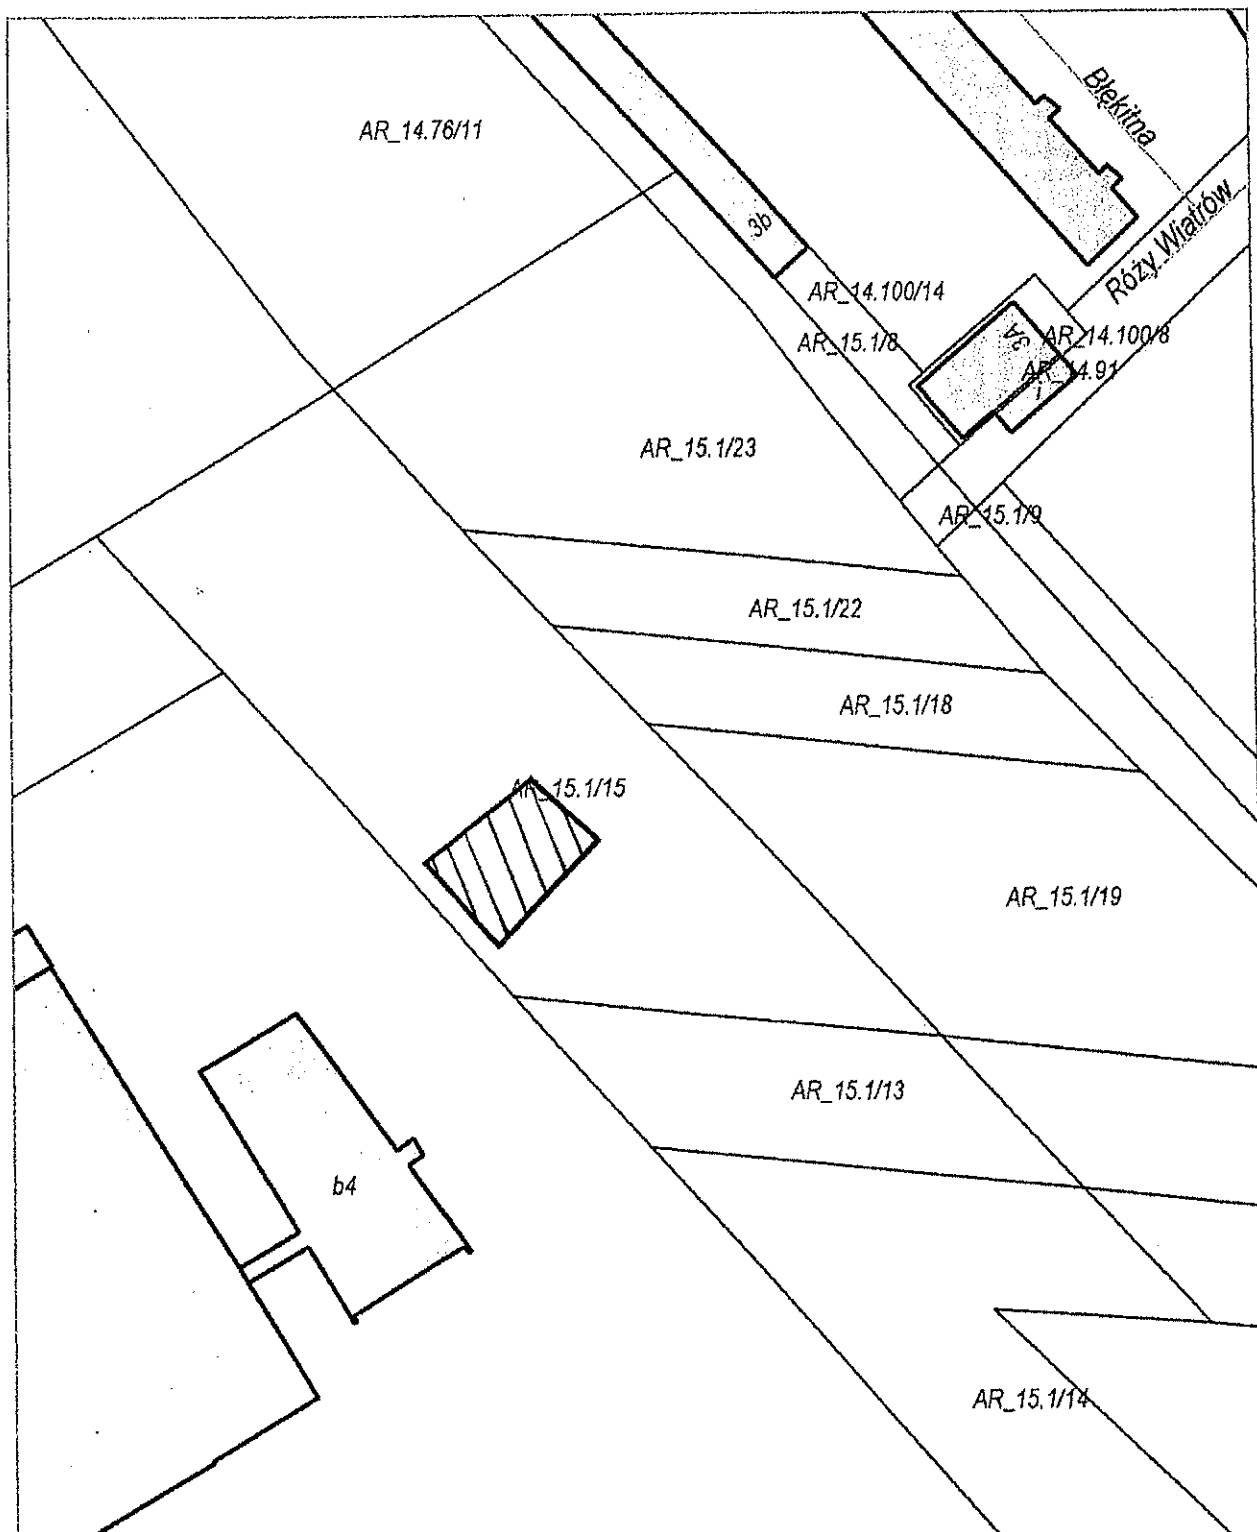 Błękitna
AR_14.76/11
Róży Wiatrów
3b
AR_14.100/14
AR_15.1/8
3A
AR_14.100/8
AR_14.91
i
AR_15.1/23
AR_15.1/9
AR_15.1/22
AR_15.1/18
AR_15.1/15
AR_15.1/19
AR_15.1/13
b4
AR_15.1/14